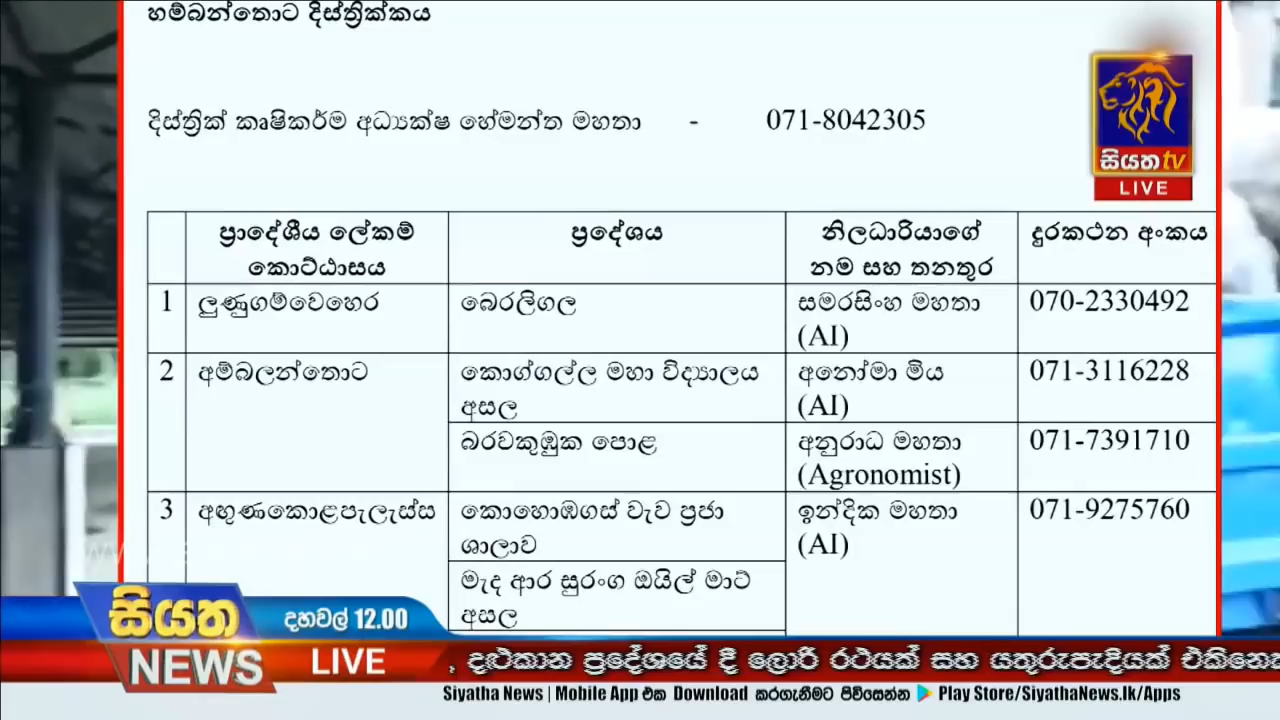 හම්බන්තොට දිස්ත්‍රික්කය
දිස්ත්‍රික් කෘෂිකර්ම අධ්‍යක්ෂ හේමන්ත මහතා - 071-8042305
සියත tv
LIVE
ප්‍රාදේශීය ලේකම් කොට්ඨාසය ප්‍රදේශය නිලධාරියාගේ නම සහ තනතුර දුරකථන අංකය
1 ලුණුගම්වෙහෙර බෙරලිගල සමරසිංහ මහතා 070-2330492
(AI)
2 අම්බලන්තොට කොග්ගල්ල මහා විද්‍යාලය අනෝමා මිය 071-3116228
අසල (AI)
බරවකුඹුක පොළ අනුරාධ මහතා 071-7391710
(Agronomist)
3 අඟුණකොළපැලැස්ස කොහොඹගස් වැව ප්‍රජා ඉන්දික මහතා 071-9275760
ශාලාව (AI)
මැද ආර සුරංග ඔයිල් මාට්
අසල
සියත දහවල් 12.00
NEWS LIVE , දැඵකාන ප්‍රදේශයේ දී ලොරි රථයක් සහ යතුරුපැදියක් එකිනෙ
Siyatha News | Mobile App එක Download කරගැනීමට පිවිසෙන්න Play Store/SiyathaNews.lk/Apps